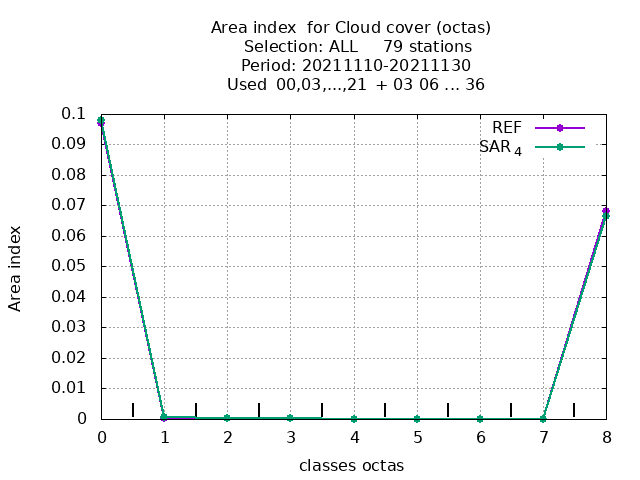 Area index for Cloud cover (octas)
Selection: ALL 79 stations
Period: 20211110-20211130
Used 00,03,...,21 + 03 06 ... 36
REF
SAR 4
0.1
0.09
0.08
0.07
0.06
0.05
0.04
0.03
0.02
0.01
0
Area index
0 1 2 3 4 5 6 7 8
classes octas